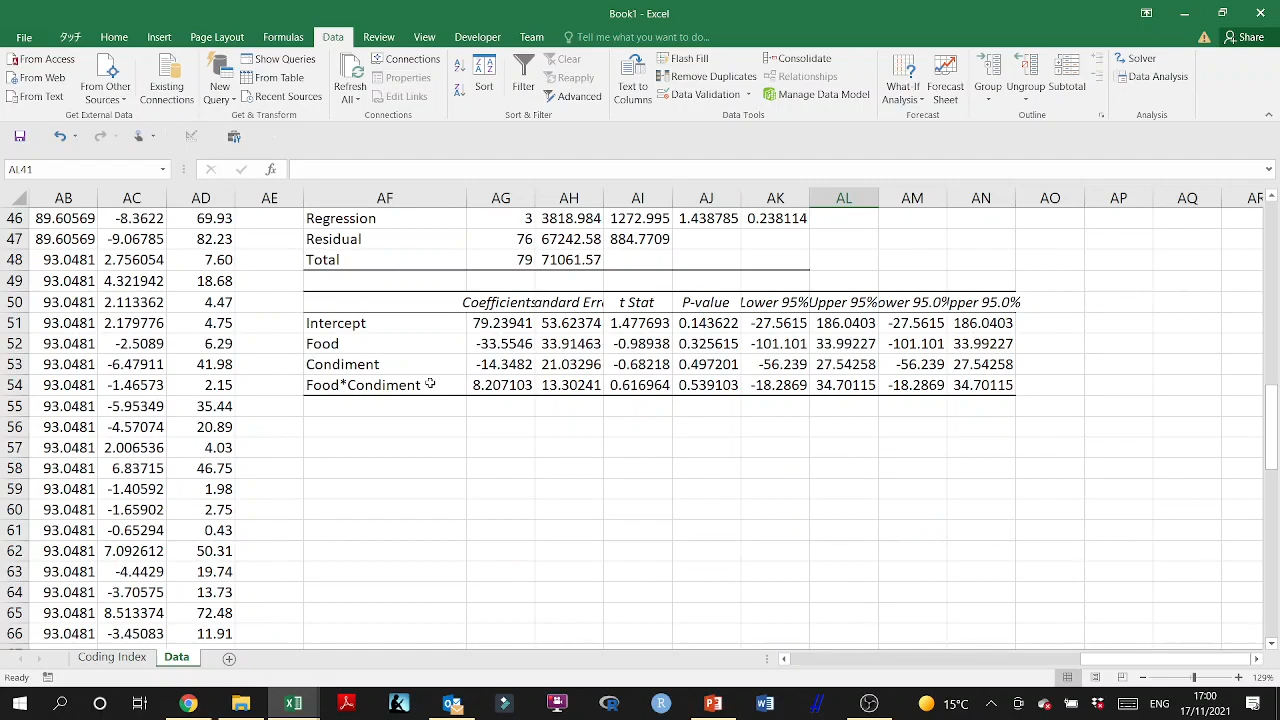 Book1 - Excel
File タッチ Home Insert Page Layout Formulas Data Review View Developer Team Tell me what you want to do... Share
From Access
From Web
From Text
From Other Sources
Existing Connections
Get External Data
New Query
Show Queries
From Table
Recent Sources
Get & Transform
Refresh All
Connections
Properties
Edit Links
Connections
Sort
Filter
Clear
Reapply
Advanced
Sort & Filter
Text to Columns
Flash Fill
Remove Duplicates
Data Validation
Consolidate
Relationships
Manage Data Model
Data Tools
What-If Analysis
Forecast Sheet
Forecast
Group
Ungroup
Subtotal
Outline
Solver
Data Analysis
Analysis
AL41 fx
AB AC AD AE AF AG AH AI AJ AK AL AM AN AO AP AQ
46 89.60569 -8.3622 69.93 Regression 3 3818.984 1272.995 1.438785 0.238114
47 89.60569 -9.06785 82.23 Residual 76 67242.58 884.7709
48 93.0481 2.756054 7.60 Total 79 71061.57
49 93.0481 4.321942 18.68
50 93.0481 2.113362 4.47 Coefficients andard Erro t Stat P-value Lower 95% Upper 95% ower 95.0% pper 95.0%
51 93.0481 2.179776 4.75 Intercept 79.23941 53.62374 1.477693 0.143622 -27.5615 186.0403 -27.5615 186.0403
52 93.0481 -2.5089 6.29 Food -33.5546 33.91463 -0.98938 0.325615 -101.101 33.99227 -101.101 33.99227
53 93.0481 -6.47911 41.98 Condiment -14.3482 21.03296 -0.68218 0.497201 -56.239 27.54258 -56.239 27.54258
54 93.0481 -1.46573 2.15 Food*Condiment 8.207103 13.30241 0.616964 0.539103 -18.2869 34.70115 -18.2869 34.70115
55 93.0481 -5.95349 35.44
56 93.0481 -4.57074 20.89
57 93.0481 2.006536 4.03
58 93.0481 6.83715 46.75
59 93.0481 -1.40592 1.98
60 93.0481 -1.65902 2.75
61 93.0481 -0.65294 0.43
62 93.0481 7.092612 50.31
63 93.0481 -4.4429 19.74
64 93.0481 -3.70575 13.73
65 93.0481 8.513374 72.48
66 93.0481 -3.45083 11.91
Coding Index Data
Ready 129%
15°C ENG 17:00
17/11/2021